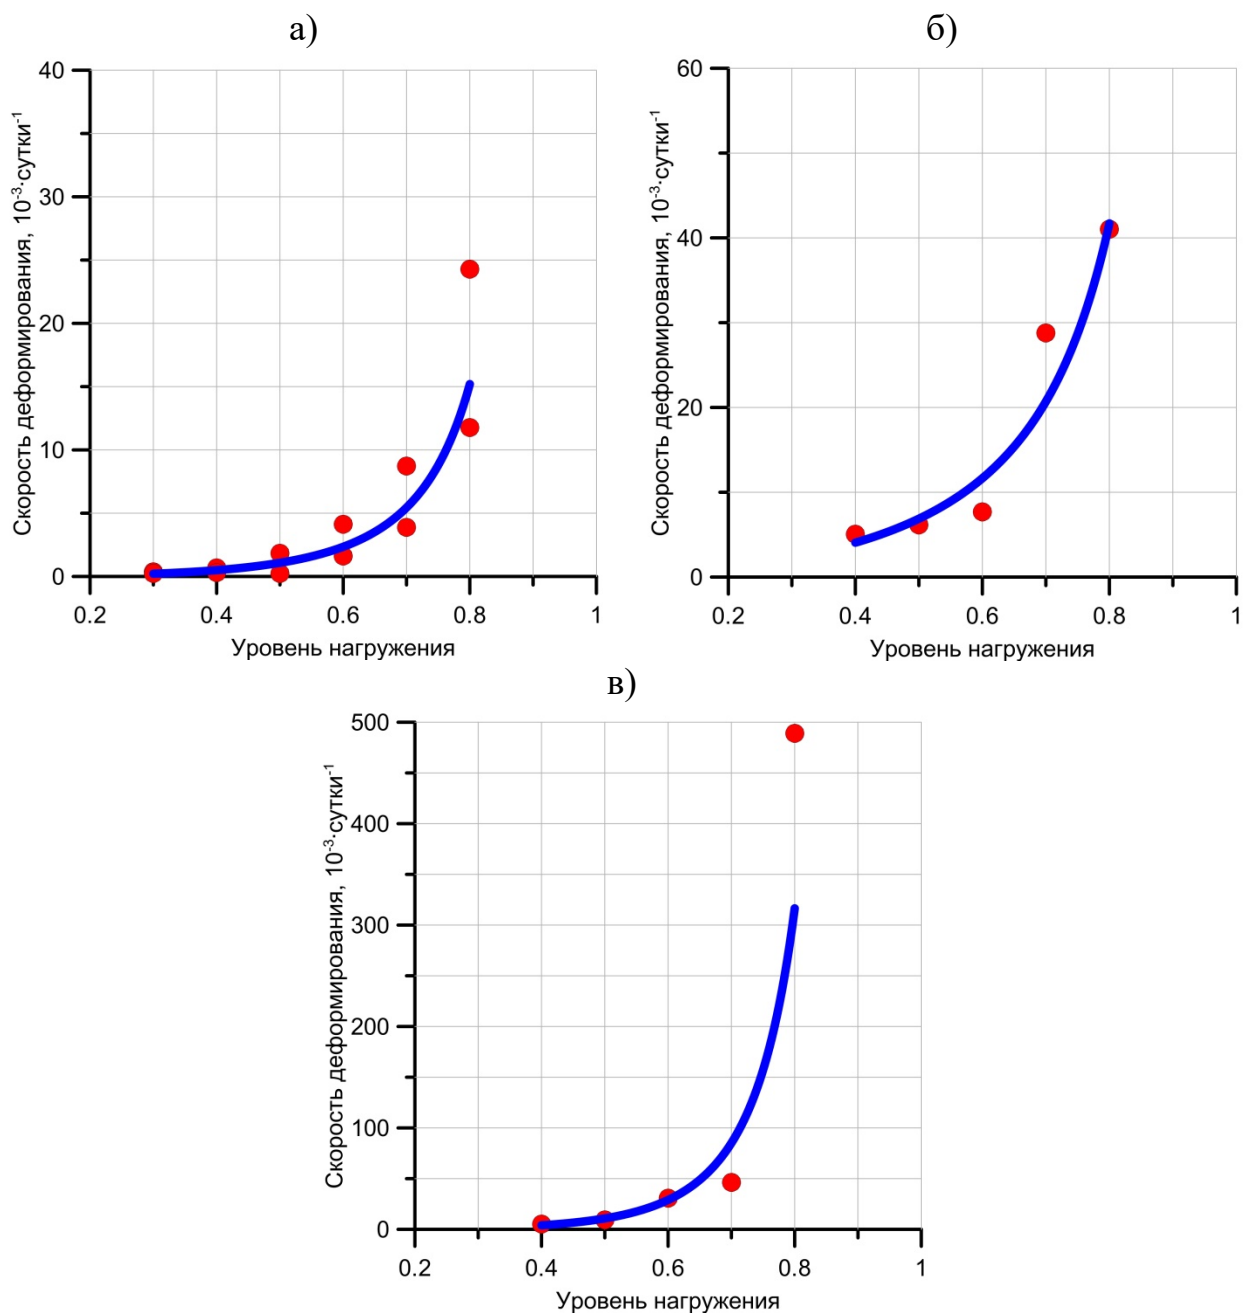 а)
40
30
20
10
0
Скорость деформирования, 10⁻³·сутки⁻¹
0.2 0.4 0.6 0.8 1
Уровень нагружения
б)
60
40
20
0
Скорость деформирования, 10⁻³·сутки⁻¹
0.2 0.4 0.6 0.8 1
Уровень нагружения
в)
500
400
300
200
100
0
Скорость деформирования, 10⁻³·сутки⁻¹
0.2 0.4 0.6 0.8 1
Уровень нагружения